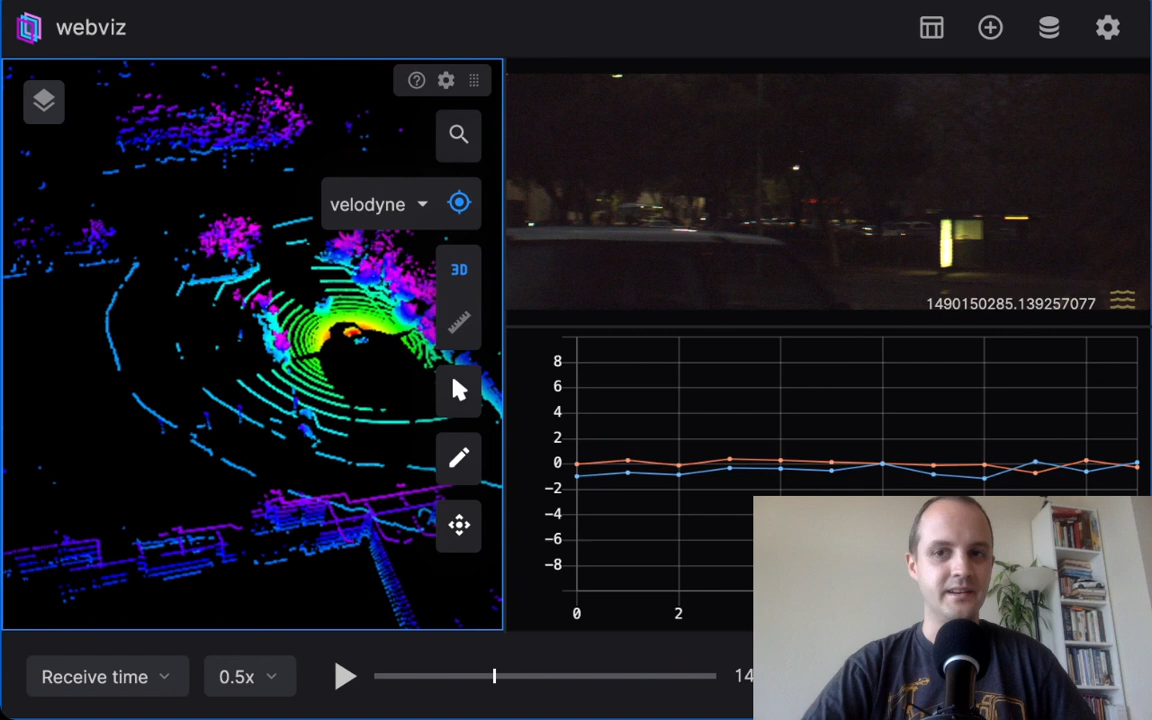 webviz
velodyne
3D
1490150285.139257077
8
6
4
2
0
-2
-4
-6
-8
0
2
Receive time
0.5x
14